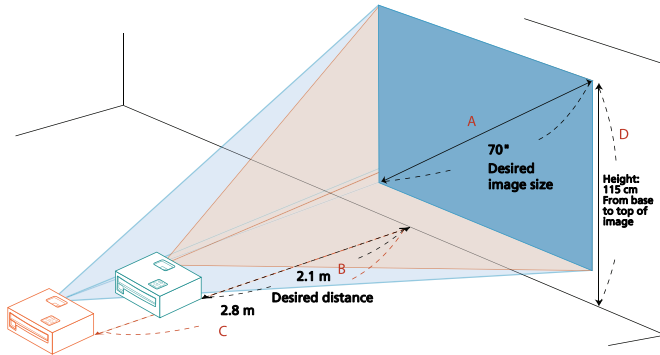 A
D
70"
Desired
image size
Height:
115 cm
From base
to top of
image
B
2.1 m
Desired distance
2.8 m
C